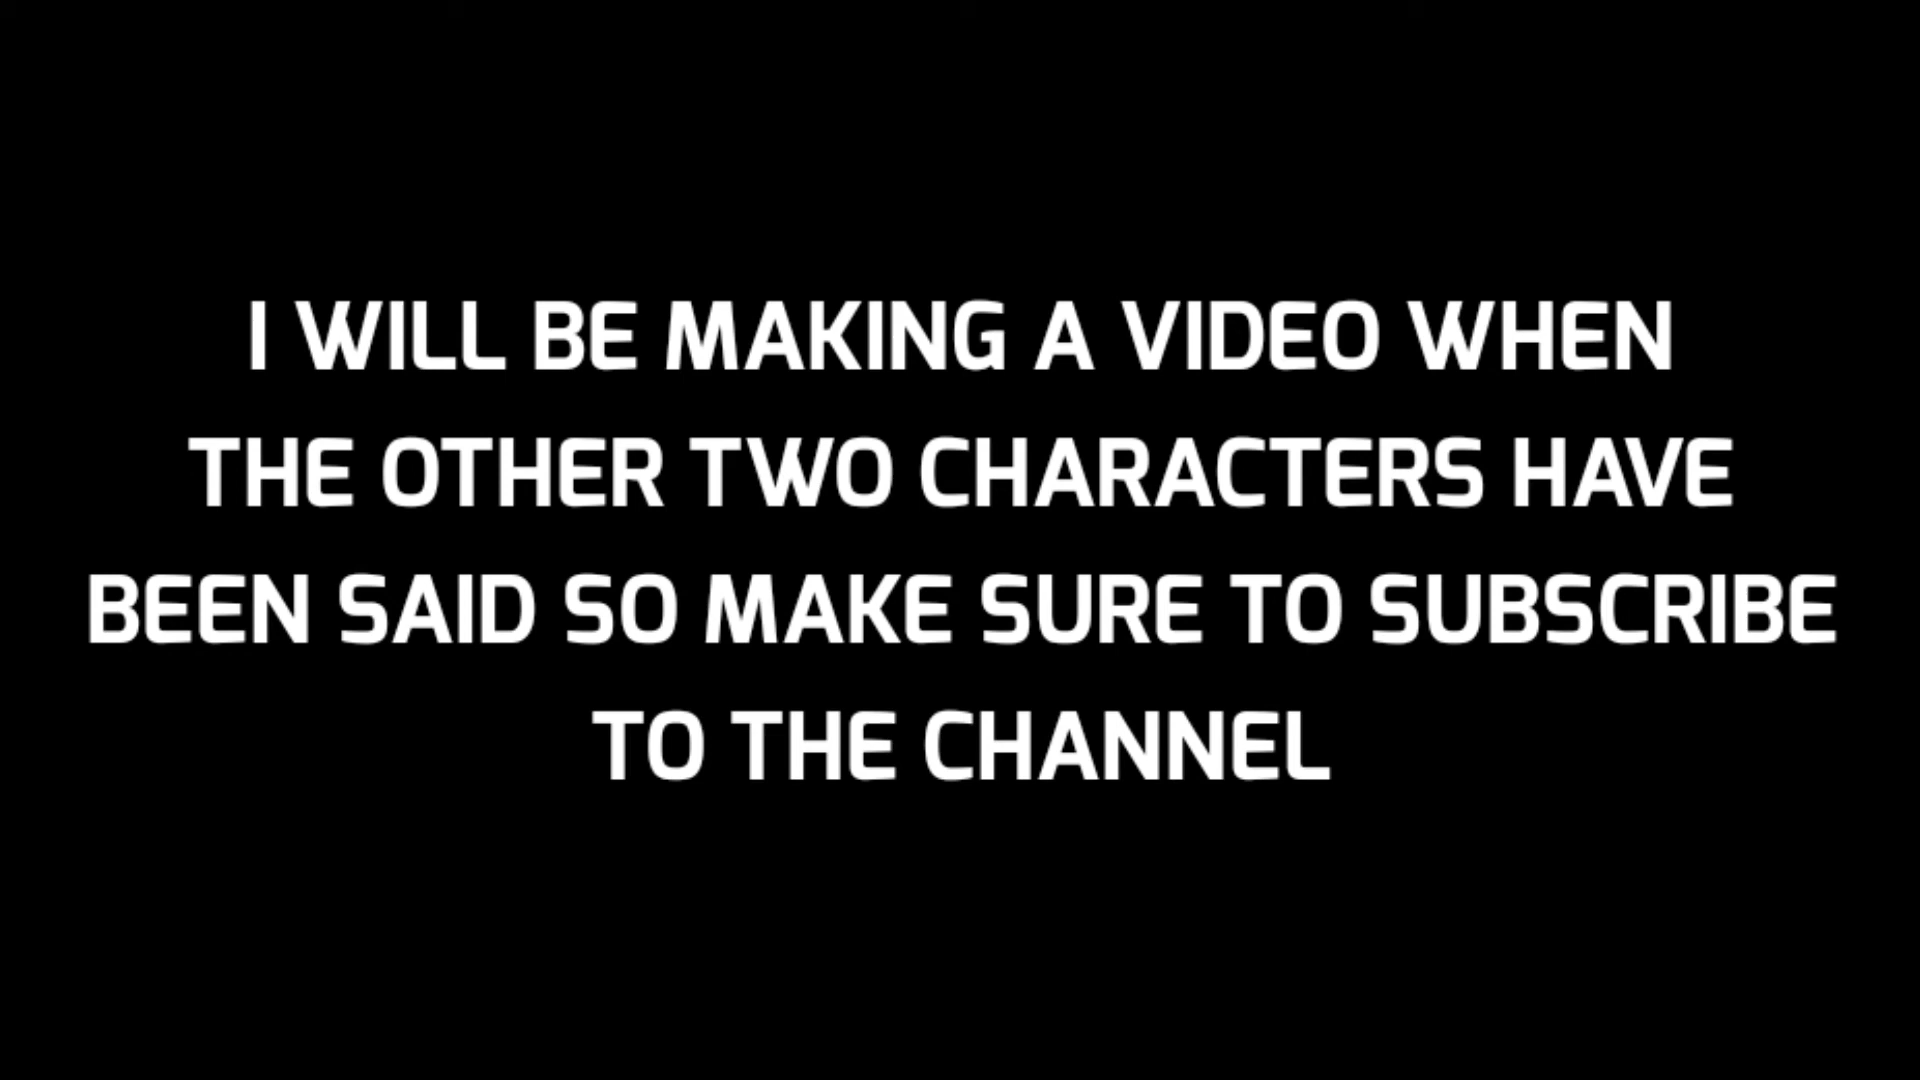 I WILL BE MAKING A VIDEO WHEN
THE OTHER TWO CHARACTERS HAVE
BEEN SAID SO MAKE SURE TO SUBSCRIBE
TO THE CHANNEL